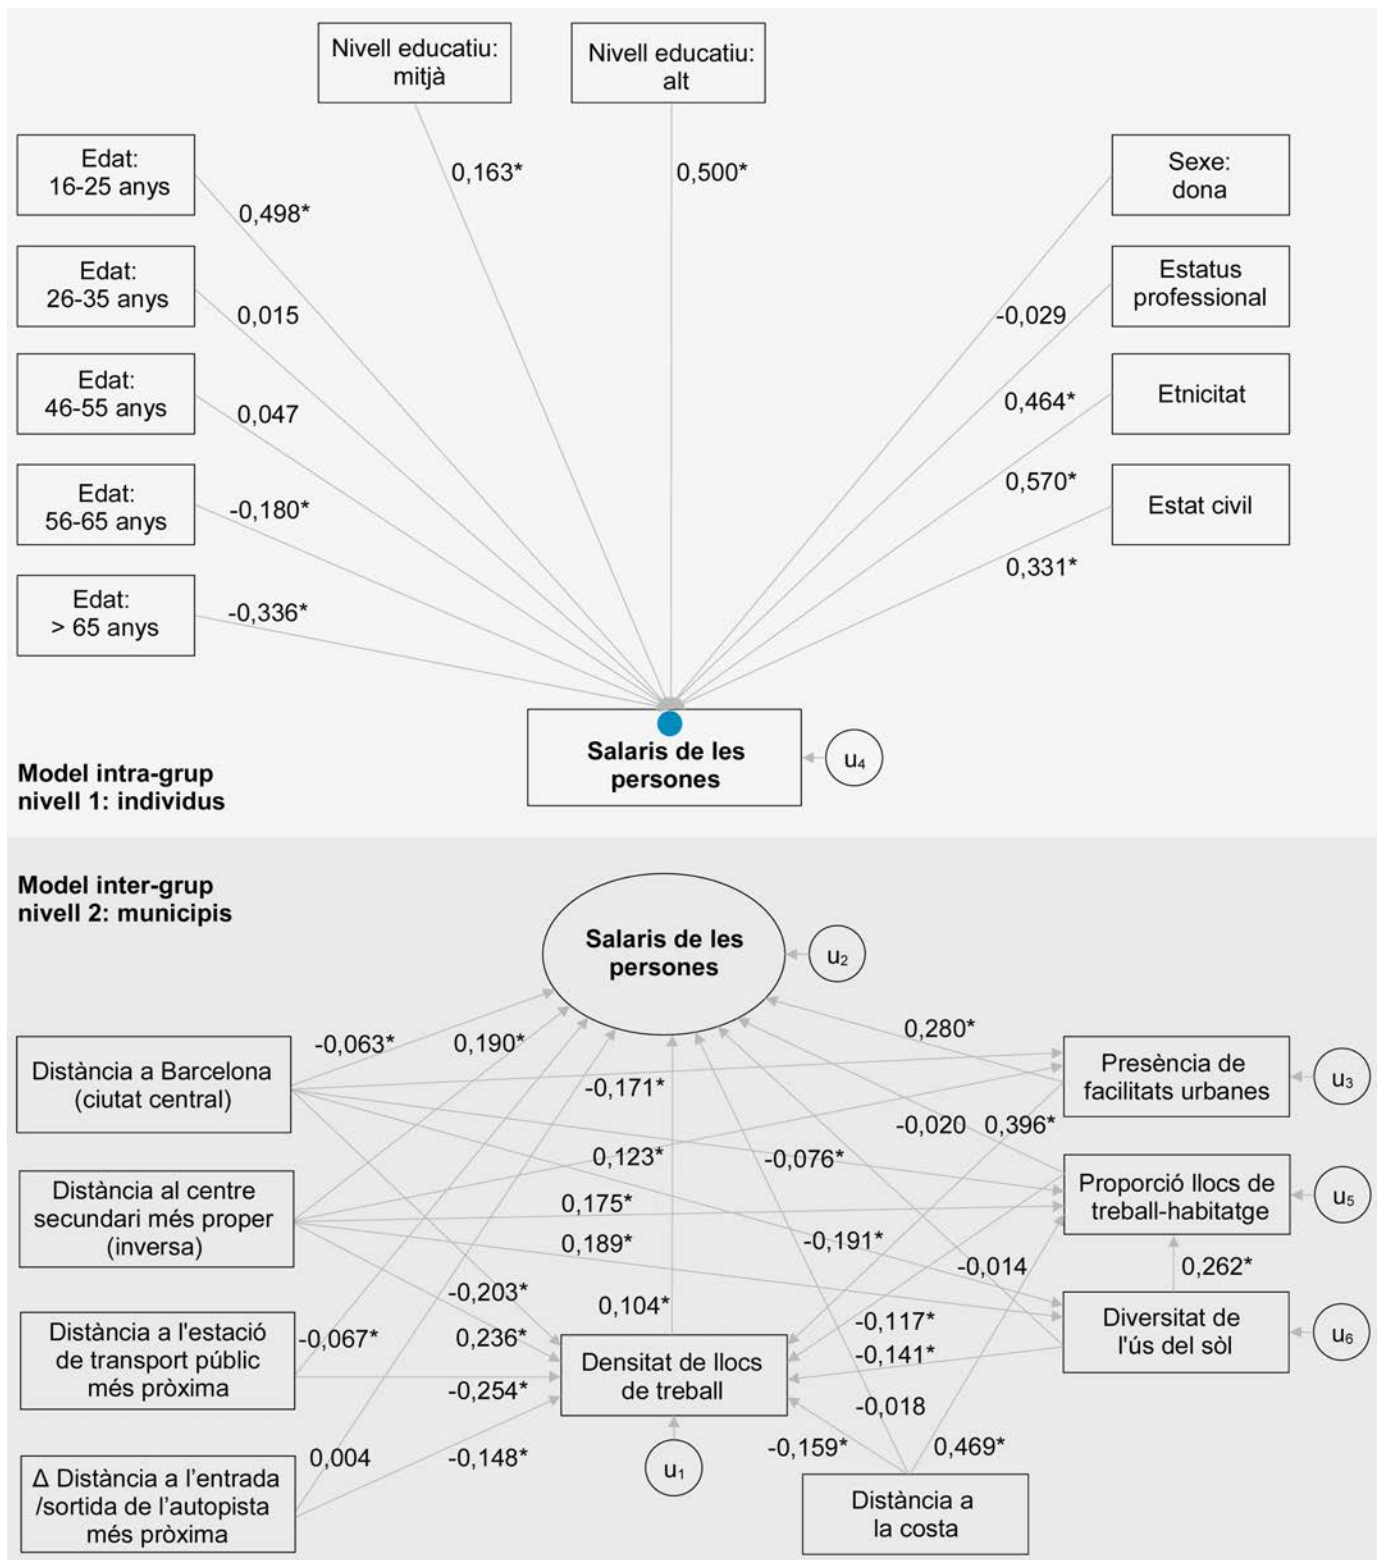 Nivell educatiu:
mitjà
Nivell educatiu:
alt
Edat:
16-25 anys
Sexe:
dona
0,163*
0,500*
0,498*
Edat:
26-35 anys
Estatus
professional
0,015
-0,029
Edat:
46-55 anys
Etnicitat
0,047
0,464*
Edat:
56-65 anys
Estat civil
-0,180*
0,570*
0,331*
Edat:
> 65 anys
-0,336*
Salaris de les
persones
u4
Model intra-grup
nivell 1: individus
Model inter-grup
nivell 2: municipis
Salaris de les
persones
u2
-0,063*
0,190*
0,280*
Distància a Barcelona
(ciutat central)
Presència de
facilitats urbanes
u3
-0,171*
-0,020
0,396*
0,123*
-0,076*
Distància al centre
secundari més proper
(inversa)
Proporció llocs de
treball-habitatge
u5
0,175*
0,189*
-0,191*
-0,014
0,262*
-0,203*
0,104*
-0,117*
Distància a l'estació
de transport públic
més pròxima
-0,067*
0,236*
Densitat de llocs
de treball
-0,141*
Diversitat de
l'ús del sòl
u6
-0,254*
-0,018
0,004
-0,148*
u1
-0,159*
0,469*
Δ Distància a l’entrada
/sortida de l’autopista
més pròxima
Distància a
la costa